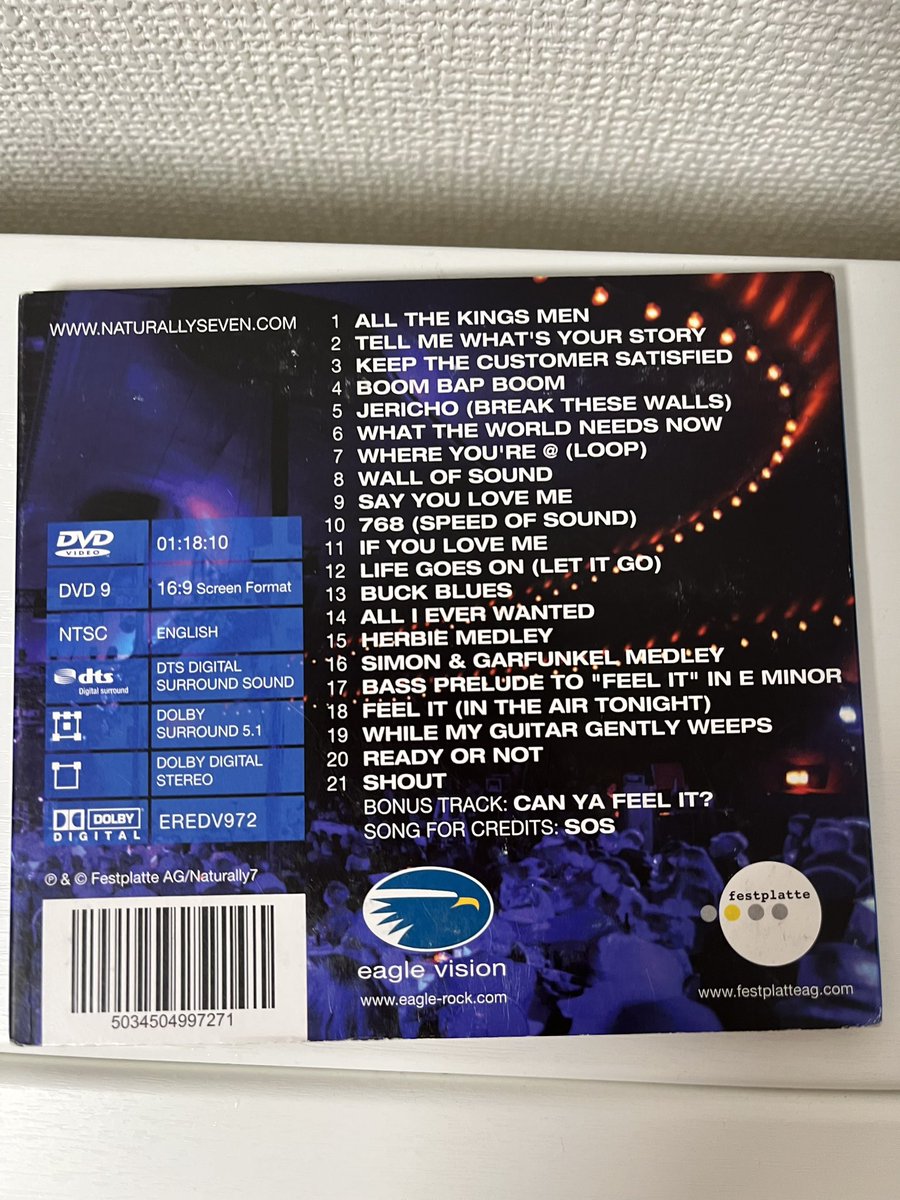 WWW.NATURALLYSEVEN.COM
1 ALL THE KINGS MEN
2 TELL ME WHAT'S YOUR STORY
3 KEEP THE CUSTOMER SATISFIED
4 BOOM BAP BOOM
5 JERICHO (BREAK THESE WALLS)
6 WHAT THE WORLD NEEDS NOW
7 WHERE YOU'RE @ (LOOP)
8 WALL OF SOUND
9 SAY YOU LOVE ME
10 768 (SPEED OF SOUND)
11 IF YOU LOVE ME
12 LIFE GOES ON (LET IT GO)
13 BUCK BLUES
14 ALL I EVER WANTED
15 HERBIE MEDLEY
16 SIMON & GARFUNKEL MEDLEY
17 BASS PRELUDE TO "FEEL IT" IN E MINOR
18 FEEL IT (IN THE AIR TONIGHT)
19 WHILE MY GUITAR GENTLY WEEPS
20 READY OR NOT
21 SHOUT
BONUS TRACK: CAN YA FEEL IT?
SONG FOR CREDITS: SOS
DVD VIDEO 01:18:10
DVD 9 16:9 Screen Format
NTSC ENGLISH
dts Digital surround
DTS DIGITAL
SURROUND SOUND
DOLBY
SURROUND 5.1
DOLBY DIGITAL
STEREO
DOLBY DIGITAL
EREDV972
℗ & © Festplatte AG/Naturally7
5034504997271
eagle vision
www.eagle-rock.com
festplatte
www.festplatteag.com